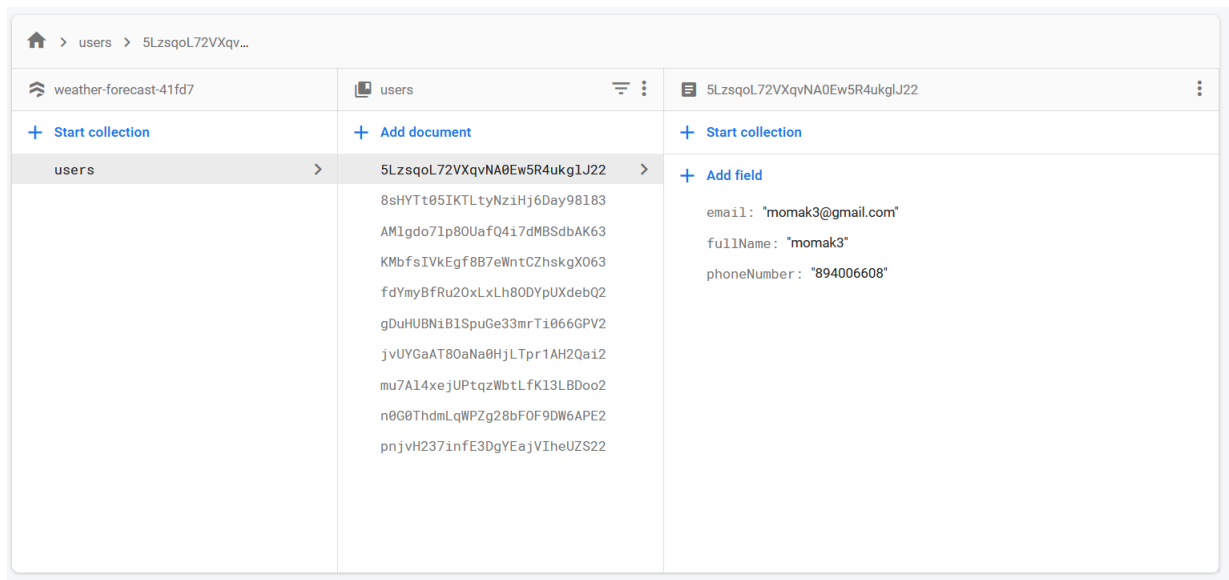 users > 5LzsqoL72VXqv…
weather-forecast-41fd7
+ Start collection
users
users
+ Add document
5LzsqoL72VXqvNA0Ew5R4ukglJ22
8sHYTt05IKTLtyNziHj6Day98l83
AMlgdo7lp8OUafQ4i7dMBSdbAK63
KMbfsIVkEgf8B7eWntCZhskgXO63
fdYmyBfRu2OxLxLh8ODYpUXdebQ2
gDuHUBNiBlSpuGe33mrTi066GPV2
jvUYGaAT8OaNa0HjLTpr1AH2Qai2
mu7Al4xejUPtqzWbtLfKl3LBDoo2
n0G0ThdmLqWPZg28bFOF9DW6APE2
pnjvH237infE3DgYEajVIheUZS22
5LzsqoL72VXqvNA0Ew5R4ukglJ22
+ Start collection
+ Add field
email: "momak3@gmail.com"
fullName: "momak3"
phoneNumber: "894006608"